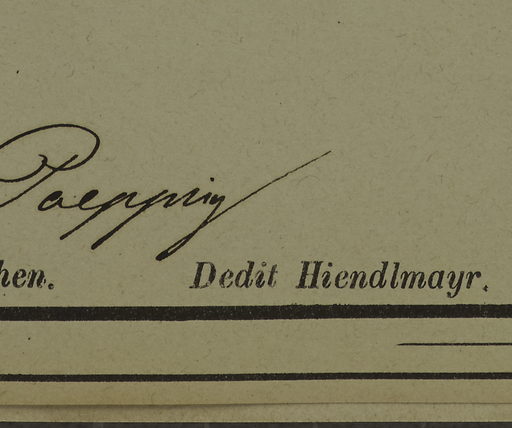 Poeppig
hen. Dedit Hiendlmayr.